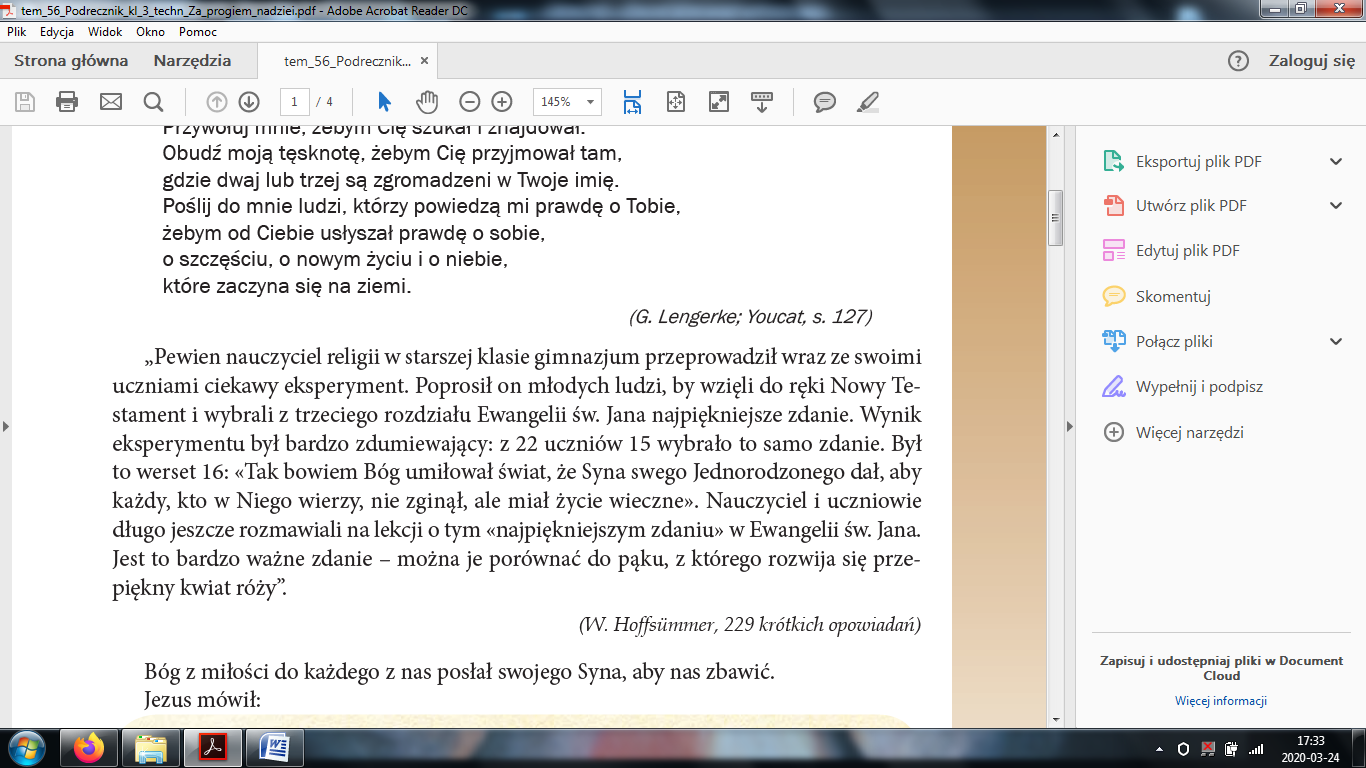 tem_56_Podrecznik_kl_3_techn_Za_progiem_nadziei.pdf - Adobe Acrobat Reader DC
Plik Edycja Widok Okno Pomoc
Strona główna Narzędzia tem_56_Podrecznik... × Zaloguj się
1 / 4 145%
Przywołuj mnie, żebym Cię szukał i znajdował.
Obudź moją tęsknotę, żebym Cię przyjmował tam,
gdzie dwaj lub trzej są zgromadzeni w Twoje imię.
Poślij do mnie ludzi, którzy powiedzą mi prawdę o Tobie,
żebym od Ciebie usłyszał prawdę o sobie,
o szczęściu, o nowym życiu i o niebie,
które zaczyna się na ziemi.
(G. Lengerke; Youcat, s. 127)
„Pewien nauczyciel religii w starszej klasie gimnazjum przeprowadził wraz ze swoimi
uczniami ciekawy eksperyment. Poprosił on młodych ludzi, by wzięli do ręki Nowy Te-
stament i wybrali z trzeciego rozdziału Ewangelii św. Jana najpiękniejsze zdanie. Wynik
eksperymentu był bardzo zdumiewający: z 22 uczniów 15 wybrało to samo zdanie. Był
to werset 16: «Tak bowiem Bóg umiłował świat, że Syna swego Jednorodzonego dał, aby
każdy, kto w Niego wierzy, nie zginął, ale miał życie wieczne». Nauczyciel i uczniowie
długo jeszcze rozmawiali na lekcji o tym «najpiękniejszym zdaniu» w Ewangelii św. Jana.
Jest to bardzo ważne zdanie – można je porównać do pąku, z którego rozwija się prze-
piękny kwiat róży”.
(W. Hoffsümmer, 229 krótkich opowiadań)
Bóg z miłości do każdego z nas posłał swojego Syna, aby nas zbawić.
Jezus mówił:
Eksportuj plik PDF
Utwórz plik PDF
Edytuj plik PDF
Skomentuj
Połącz pliki
Wypełnij i podpisz
Więcej narzędzi
Zapisuj i udostępniaj pliki w Document
Cloud
Więcej informacji
17:33
2020-03-24